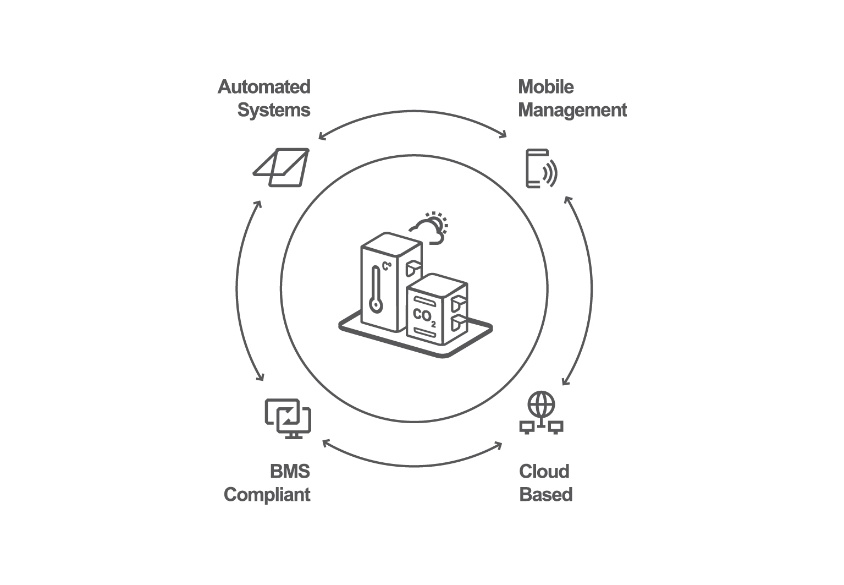 Automated
Systems
Mobile
Management
C°
CO₂
BMS
Compliant
Cloud
Based